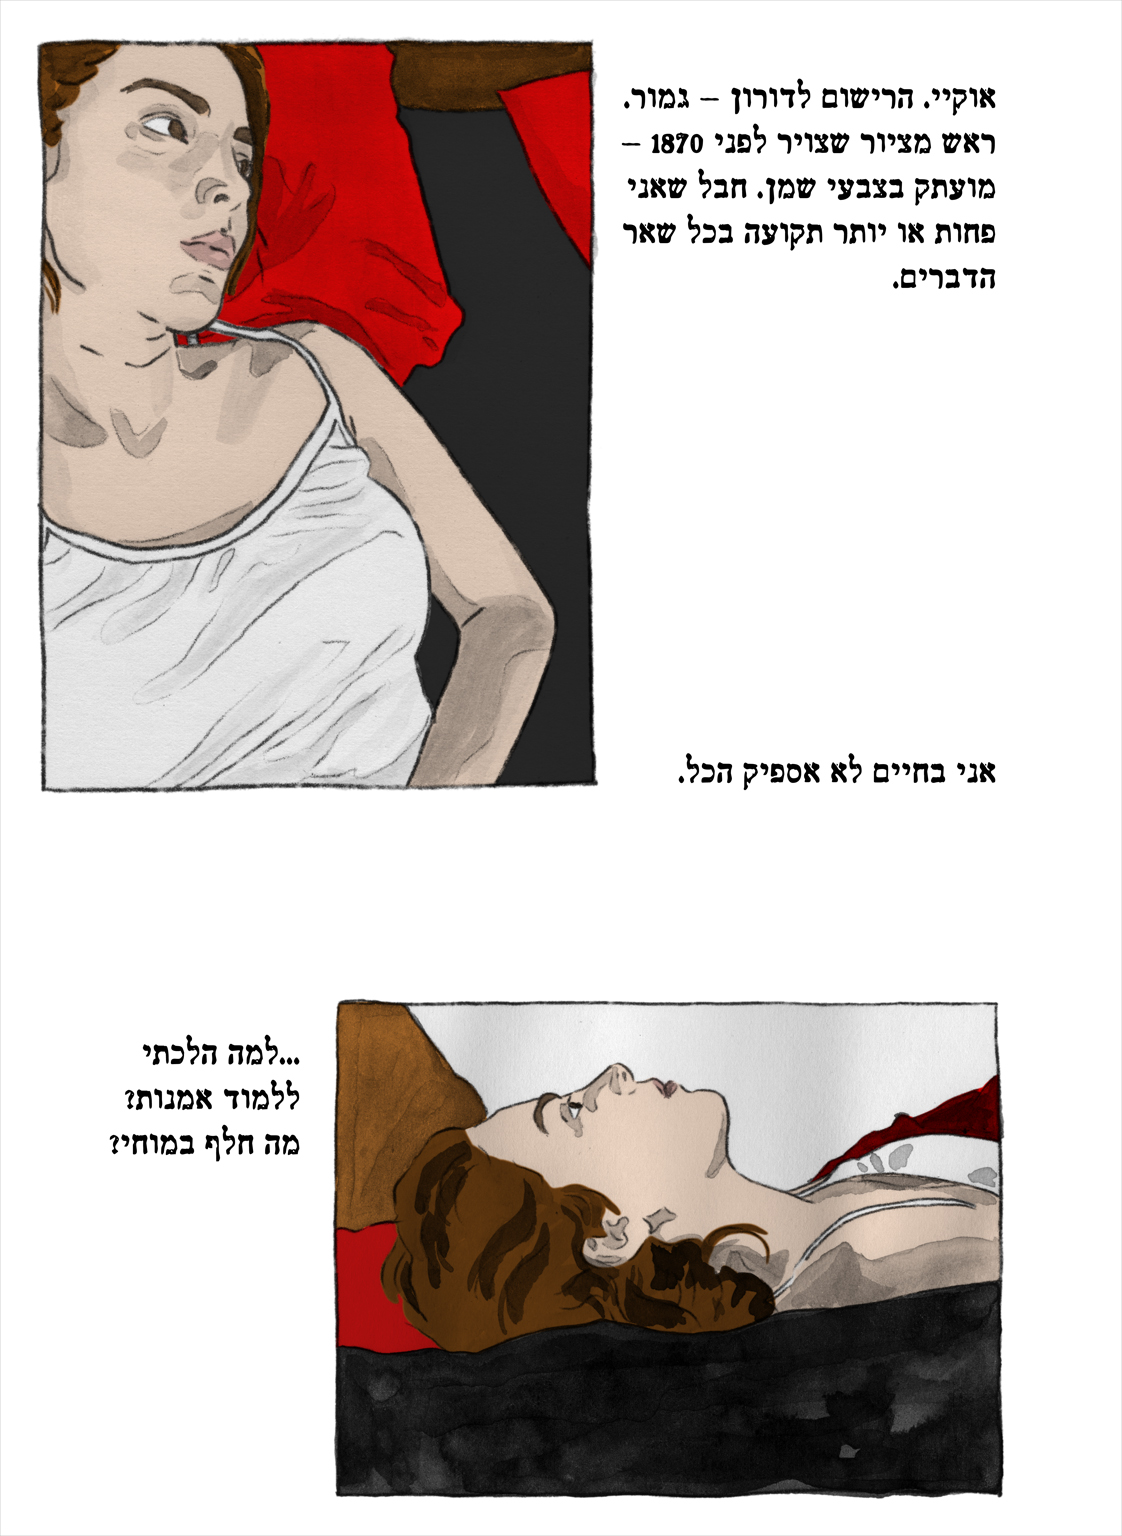 אוקיי. הרישום לדורון – גמור.
ראש מציור שצויר לפני 1870 –
מועתק בצבעי שמן. חבל שאני
פחות או יותר תקועה בכל שאר
הדברים.
אני בחיים לא אספיק הכל.
...למה הלכתי
ללמוד אמנות?
מה חלף במוחי?